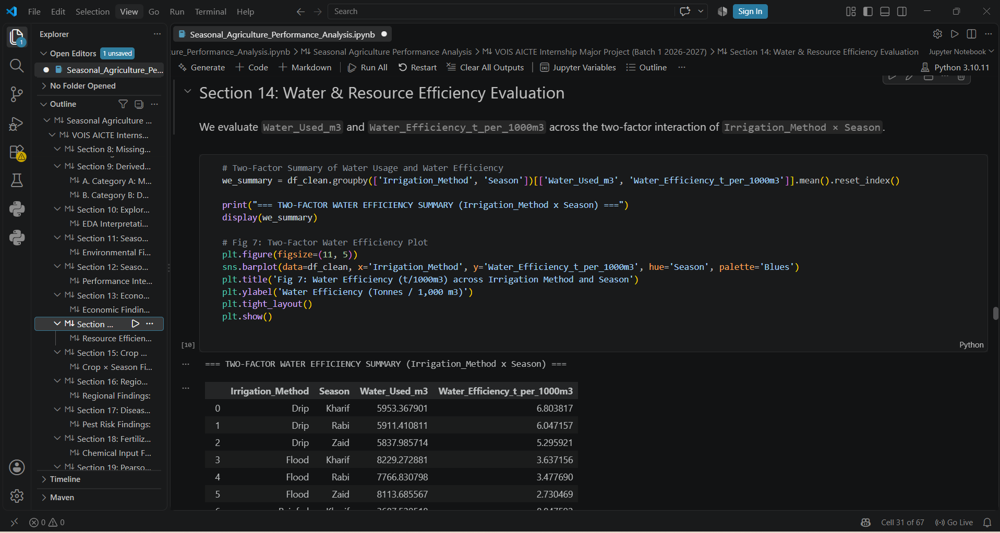 File Edit Selection View Go Run Terminal Help
Search
Sign In
Explorer
Open Editors 1 unsaved
Seasonal_Agriculture_Pe...
No Folder Opened
Outline
Seasonal Agriculture ...
VOIS AICTE Interns...
Section 8: Missing...
Section 9: Derived...
A. Category A: M...
B. Category B: D...
Section 10: Explor...
EDA Interpretati...
Section 11: Seaso...
Environmental Fi...
Section 12: Seaso...
Performance Inte...
Section 13: Econo...
Economic Findin...
Section ...
Resource Efficien...
Section 15: Crop ...
Crop × Season Fi...
Section 16: Regio...
Regional Findings:
Section 17: Diseas...
Pest Risk Findings:
Section 18: Fertiliz...
Chemical Input F...
Section 19: Pearso...
Timeline
Maven
Seasonal_Agriculture_Performance_Analysis.ipynb
ure_Performance_Analysis.ipynb > Seasonal Agriculture Performance Analysis > VOIS AICTE Internship Major Project (Batch 1 2026-2027) > Section 14: Water & Resource Efficiency Evaluation Jupyter Notebook
Generate + Code + Markdown Run All Restart Clear All Outputs Jupyter Variables Outline ... Python 3.10.11
Section 14: Water & Resource Efficiency Evaluation
We evaluate Water_Used_m3 and Water_Efficiency_t_per_1000m3 across the two-factor interaction of Irrigation_Method × Season.
# Two-Factor Summary of Water Usage and Water Efficiency
we_summary = df_clean.groupby(['Irrigation_Method', 'Season'])[['Water_Used_m3', 'Water_Efficiency_t_per_1000m3']].mean().reset_index()
print("=== TWO-FACTOR WATER EFFICIENCY SUMMARY (Irrigation_Method x Season) ===")
display(we_summary)
# Fig 7: Two-Factor Water Efficiency Plot
plt.figure(figsize=(11, 5))
sns.barplot(data=df_clean, x='Irrigation_Method', y='Water_Efficiency_t_per_1000m3', hue='Season', palette='Blues')
plt.title('Fig 7: Water Efficiency (t/1000m3) across Irrigation Method and Season')
plt.ylabel('Water Efficiency (Tonnes / 1,000 m3)')
plt.tight_layout()
plt.show()
[10] Python
=== TWO-FACTOR WATER EFFICIENCY SUMMARY (Irrigation_Method x Season) ===
Irrigation_Method Season Water_Used_m3 Water_Efficiency_t_per_1000m3
0 Drip Kharif 5953.367901 6.803817
1 Drip Rabi 5911.410811 6.047157
2 Drip Zaid 5837.985714 5.295921
3 Flood Kharif 8229.272881 3.637156
4 Flood Rabi 7766.830798 3.477690
5 Flood Zaid 8113.685567 2.730469
0 0 Cell 31 of 67 Go Live